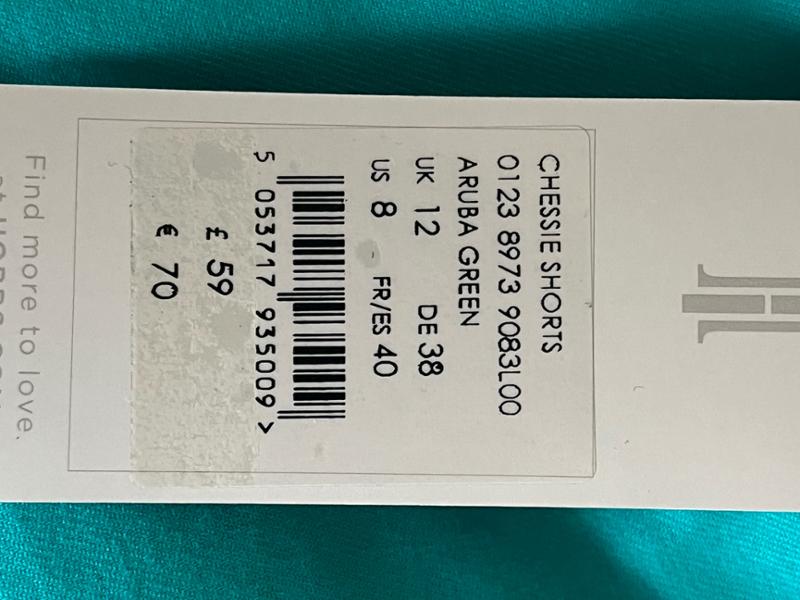 CHESSIE SHORTS
0123 8973 9083L00
ARUBA GREEN
UK 12 DE 38
US 8 FR/ES 40
5 053717 935009 >
£ 59
€ 70
Find more to love.